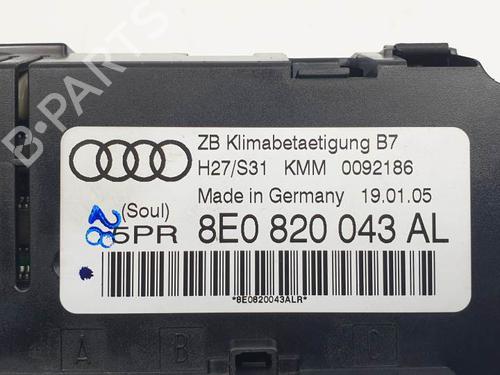 B-PARTS
ZB Klimabetaetigung B7
H27/S31 KMM 0092186
Made in Germany 19.01.05
(Soul)
28
5PR 8E0 820 043 AL
*8E0820043ALR*
A B C